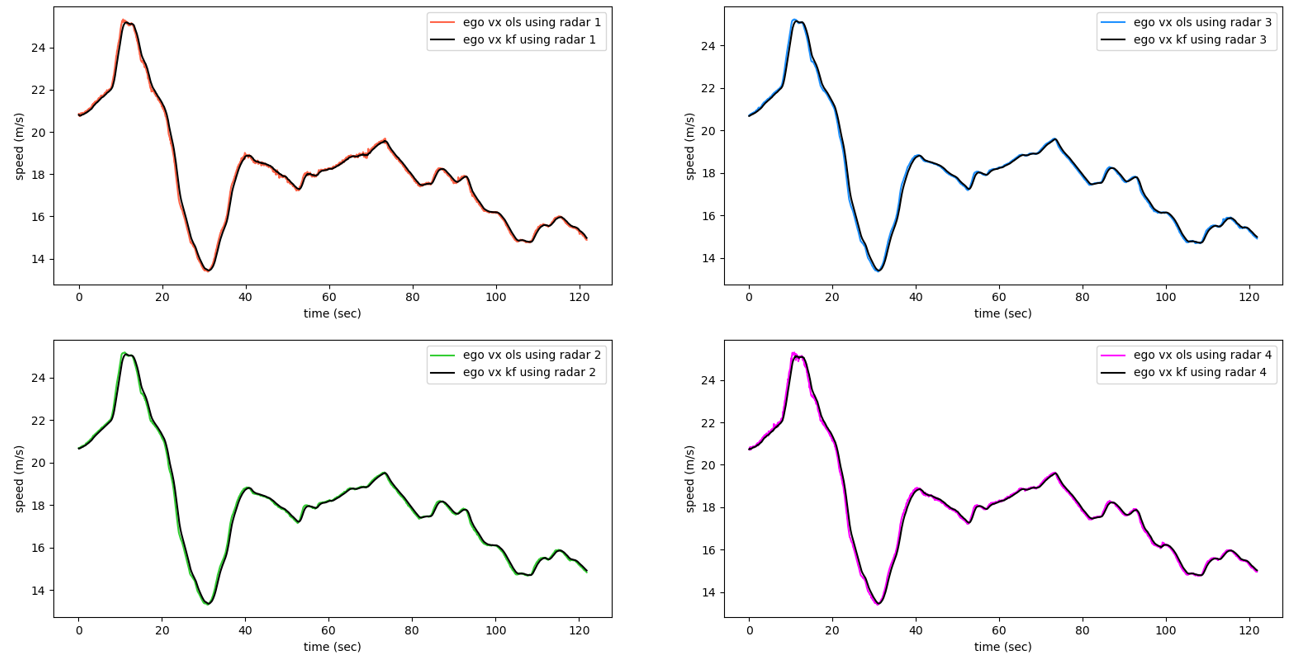 ego vx ols using radar 1
ego vx kf using radar 1
speed (m/s)
24
22
20
18
16
14
0 20 40 60 80 100 120
time (sec)
ego vx ols using radar 3
ego vx kf using radar 3
speed (m/s)
24
22
20
18
16
14
0 20 40 60 80 100 120
time (sec)
ego vx ols using radar 2
ego vx kf using radar 2
speed (m/s)
24
22
20
18
16
14
0 20 40 60 80 100 120
time (sec)
ego vx ols using radar 4
ego vx kf using radar 4
speed (m/s)
24
22
20
18
16
14
0 20 40 60 80 100 120
time (sec)